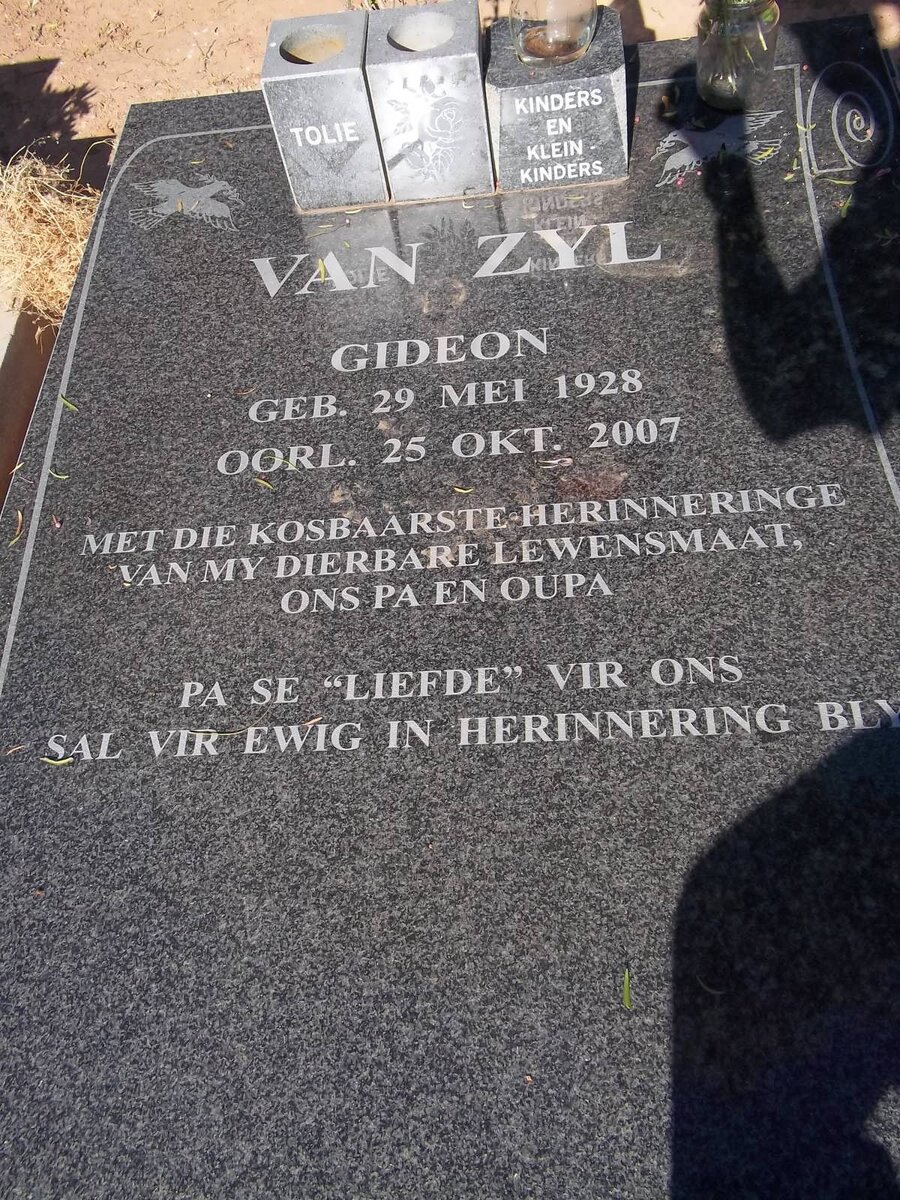 TOLIE
KINDERS
EN
KLEIN -
KINDERS
VAN ZYL
GIDEON
GEB. 29 MEI 1928
OORL. 25 OKT. 2007
MET DIE KOSBAARSTE HERINNERINGE
VAN MY DIERBARE LEWENSMAAT,
ONS PA EN OUPA
PA SE “LIEFDE” VIR ONS
SAL VIR EWIG IN HERINNERING BLY